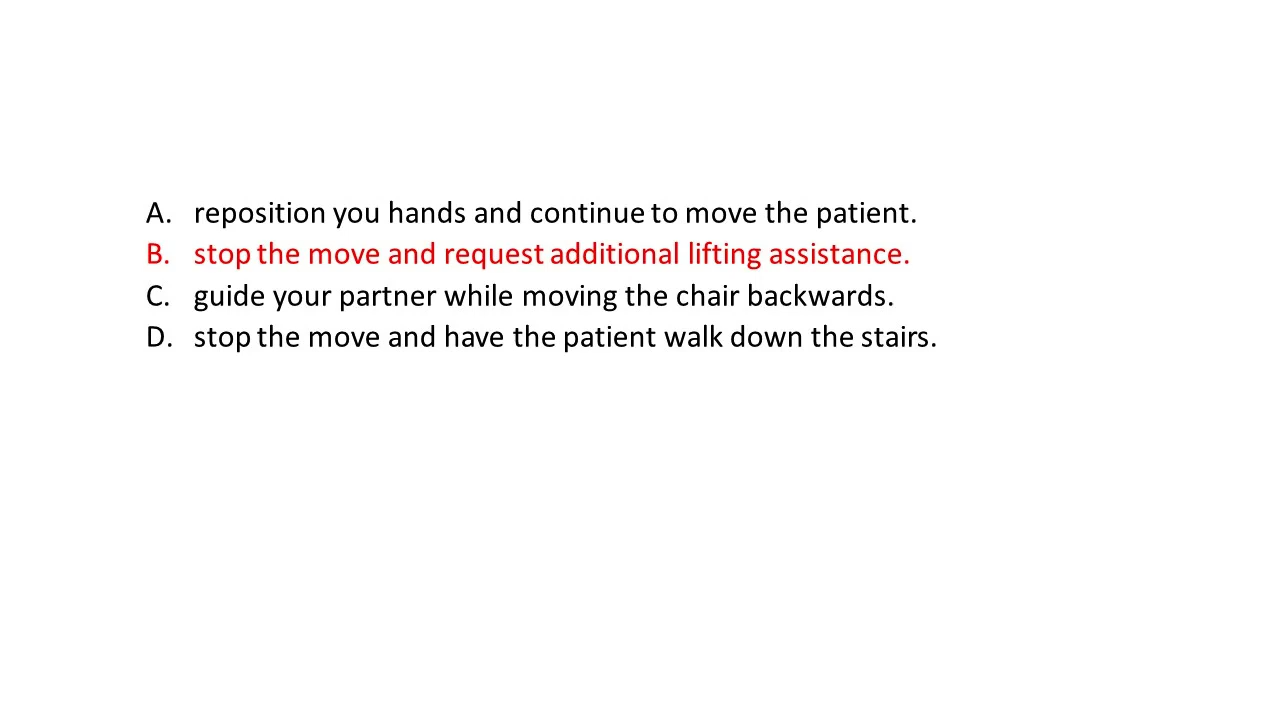 A. reposition you hands and continue to move the patient.
B. stop the move and request additional lifting assistance.
C. guide your partner while moving the chair backwards.
D. stop the move and have the patient walk down the stairs.